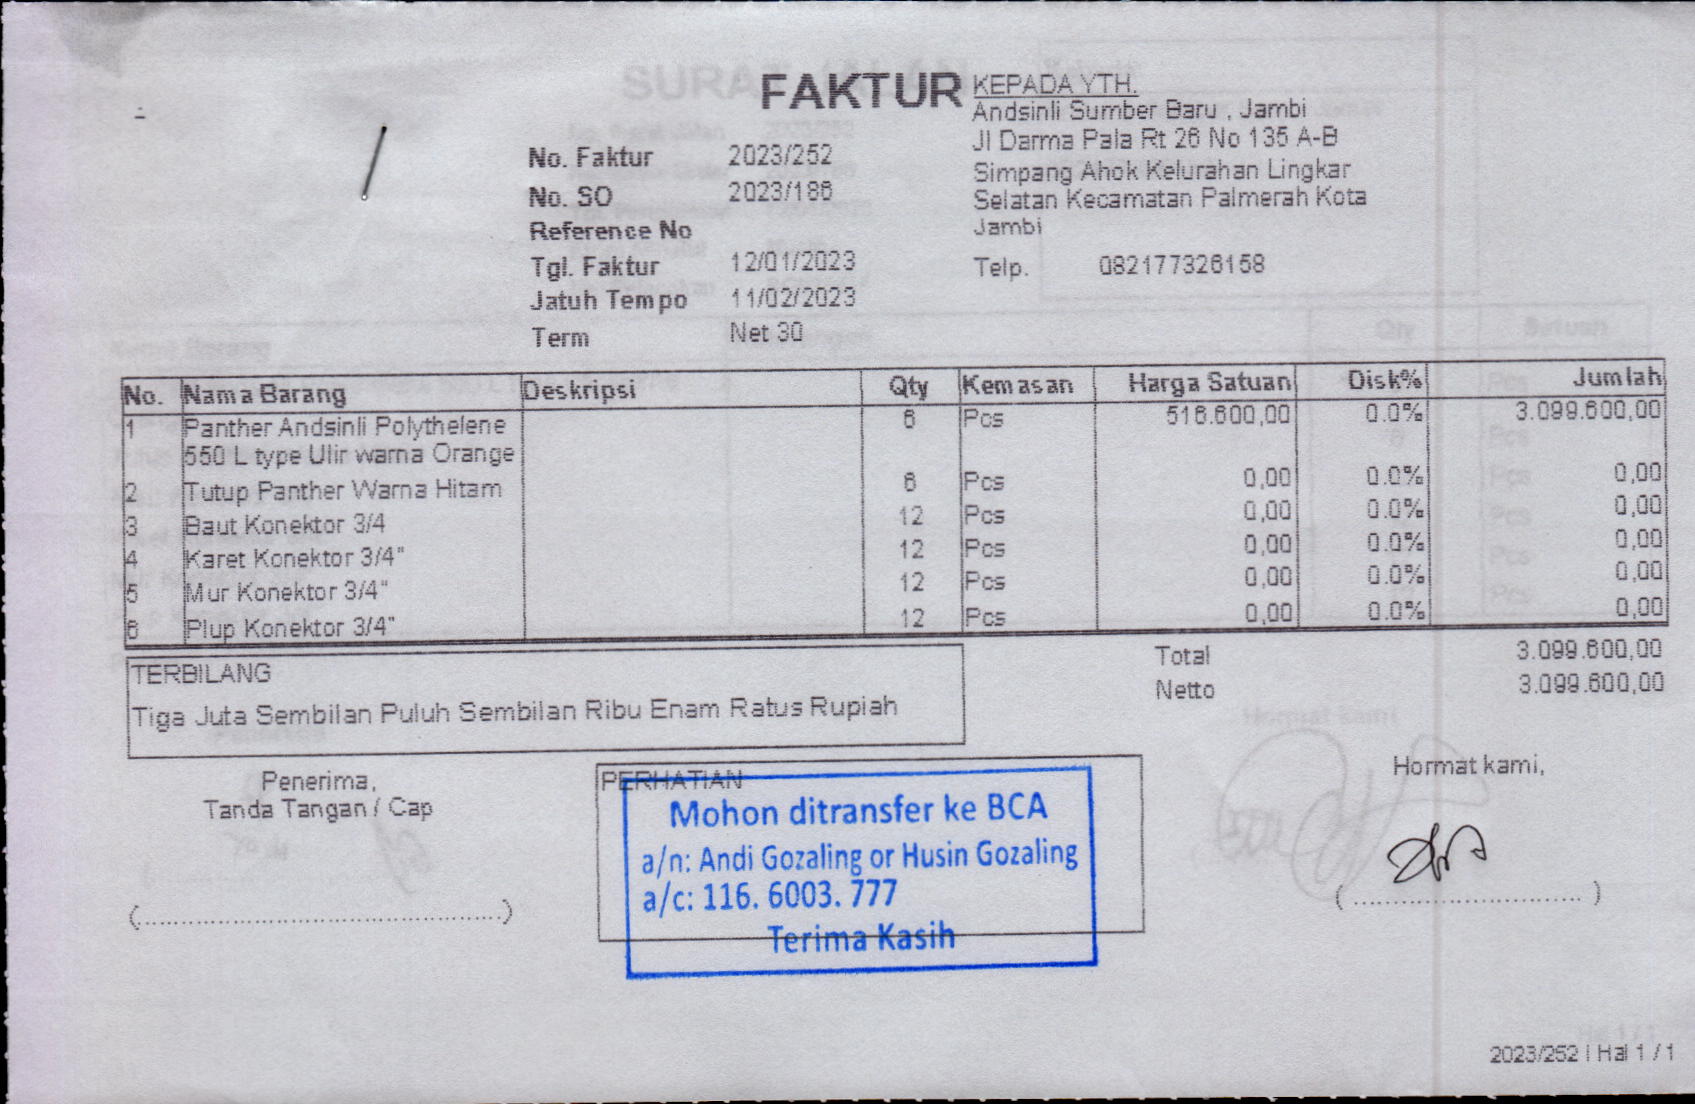 FAKTUR
KEPADA YTH.
Andsinli Sumber Baru , Jambi
Jl Darma Pala Rt 26 No 135 A-B
Simpang Ahok Kelurahan Lingkar
Selatan Kecamatan Palmerah Kota
Jambi
Telp. 082177326158
No. Faktur 2023/252
No. SO 2023/186
Reference No
Tgl. Faktur 12/01/2023
Jatuh Tempo 11/02/2023
Term Net 30
No. Nama Barang Deskripsi Qty Kemasan Harga Satuan Disk% Jumlah
1 Panther Andsinli Polythelene 6 Pcs 516.600,00 0.0% 3.099.600,00
550 L type Ulir warna Orange
2 Tutup Panther Warna Hitam 6 Pcs 0,00 0.0% 0,00
3 Baut Konektor 3/4 12 Pcs 0,00 0.0% 0,00
4 Karet Konektor 3/4" 12 Pcs 0,00 0.0% 0,00
5 Mur Konektor 3/4" 12 Pcs 0,00 0.0% 0,00
6 Plup Konektor 3/4" 12 Pcs 0,00 0.0% 0,00
Total 3.099.600,00
Netto 3.099.600,00
TERBILANG
Tiga Juta Sembilan Puluh Sembilan Ribu Enam Ratus Rupiah
Penerima,
Tanda Tangan / Cap
(..................................................)
PERHATIAN
Mohon ditransfer ke BCA
a/n: Andi Gozaling or Husin Gozaling
a/c: 116. 6003. 777
Terima Kasih
Hormat kami,
( ................................ )
2023/252 | Hal 1 / 1